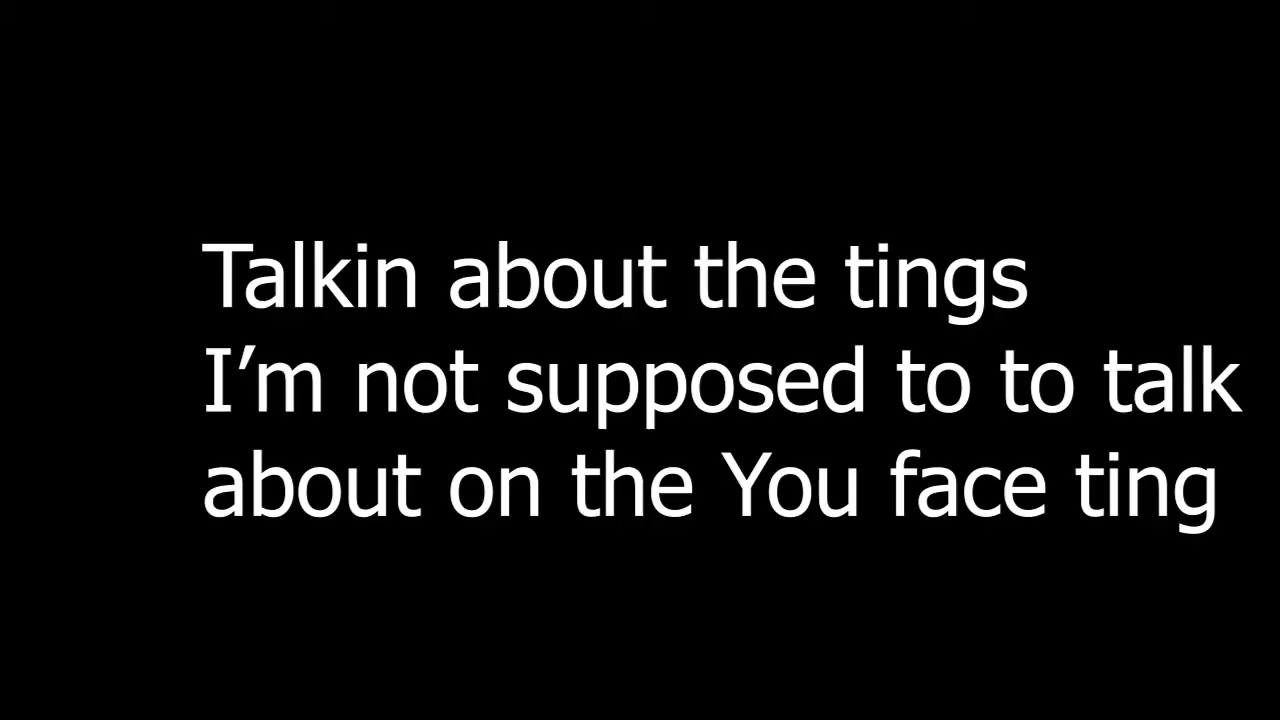 Talkin about the tings
I’m not supposed to to talk
about on the You face ting